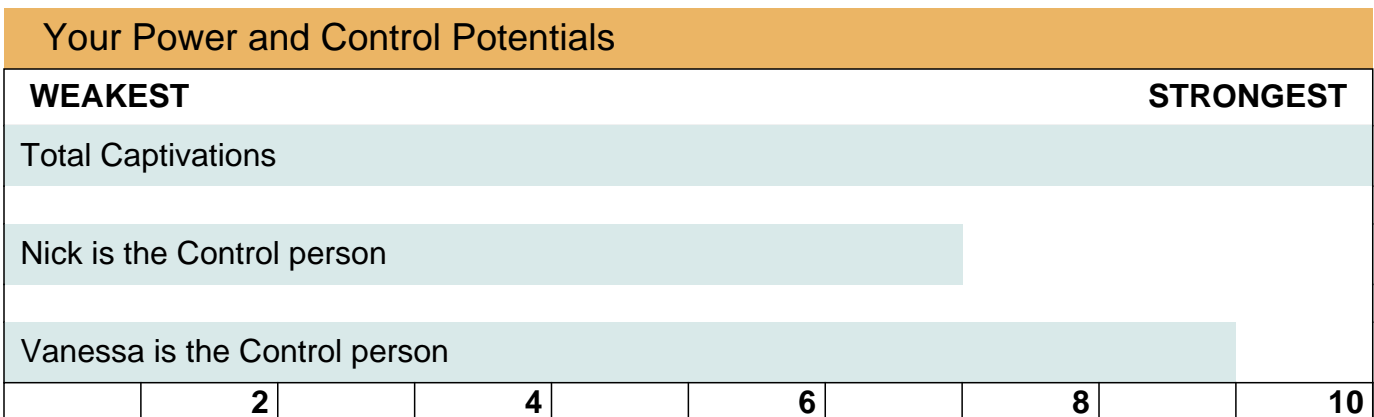 Your Power and Control Potentials
WEAKEST STRONGEST
Total Captivations
Nick is the Control person
Vanessa is the Control person
2 4 6 8 10